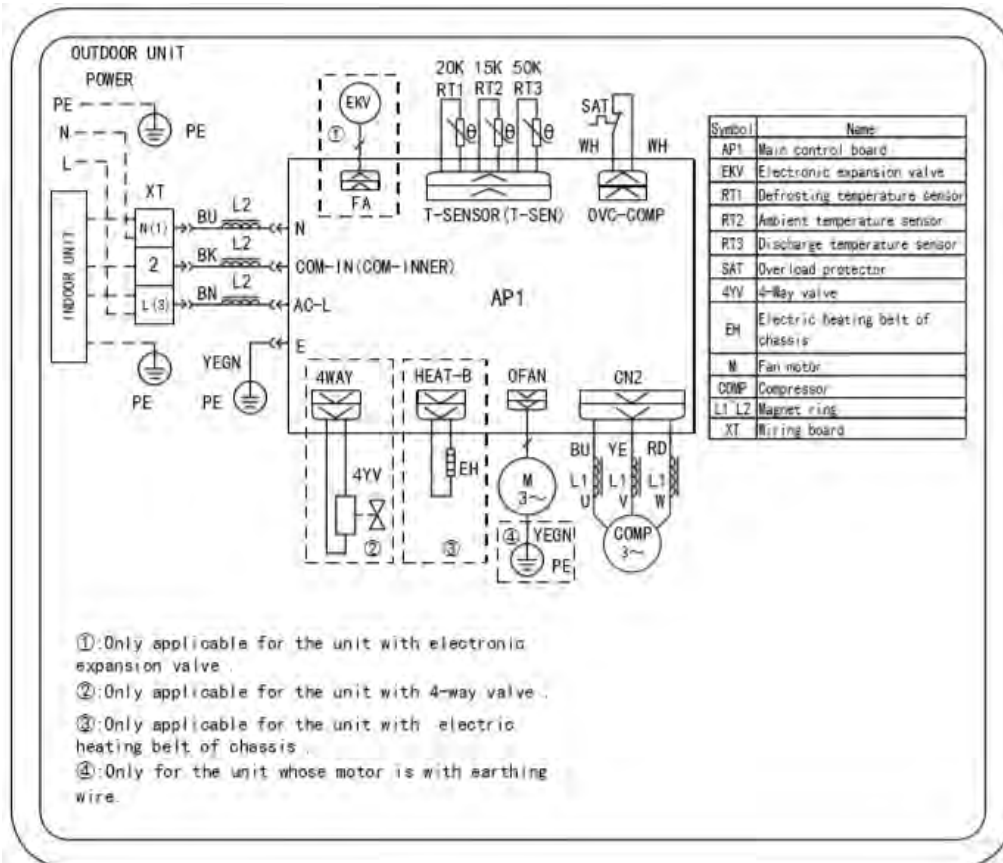 OUTDOOR UNIT
POWER
PE
N
L
PE
XT
INDOOR UNIT
N(1)
2
L(3)
BU L2
BK L2
BN L2
N
COM-IN(COM-INNER)
AC-L
E
YEGN
PE
PE
EKV
①
FA
20K 15K 50K
RT1 RT2 RT3
θ θ θ
T-SENSOR(T-SEN)
SAT
WH WH
OVC-COMP
AP1
4WAY
4YV
②
HEAT-B
EH
③
OFAN
M
3~
④ YEGN
PE
CN2
BU YE RD
L1 L1 L1
U V W
COMP
3~
Symbol Name
AP1 Main control board
EKV Electronic expansion valve
RT1 Defrosting temperature sensor
RT2 Ambient temperature sensor
RT3 Discharge temperature sensor
SAT Overload protector
4YV 4-Way valve
EH Electric heating belt of
chassis
M Fan motor
COMP Compressor
L1 L2 Magnet ring
XT Wiring board
①:Only applicable for the unit with electronic
expansion valve.
②:Only applicable for the unit with 4-way valve.
③:Only applicable for the unit with electric
heating belt of chassis.
④:Only for the unit whose motor is with earthing
wire.